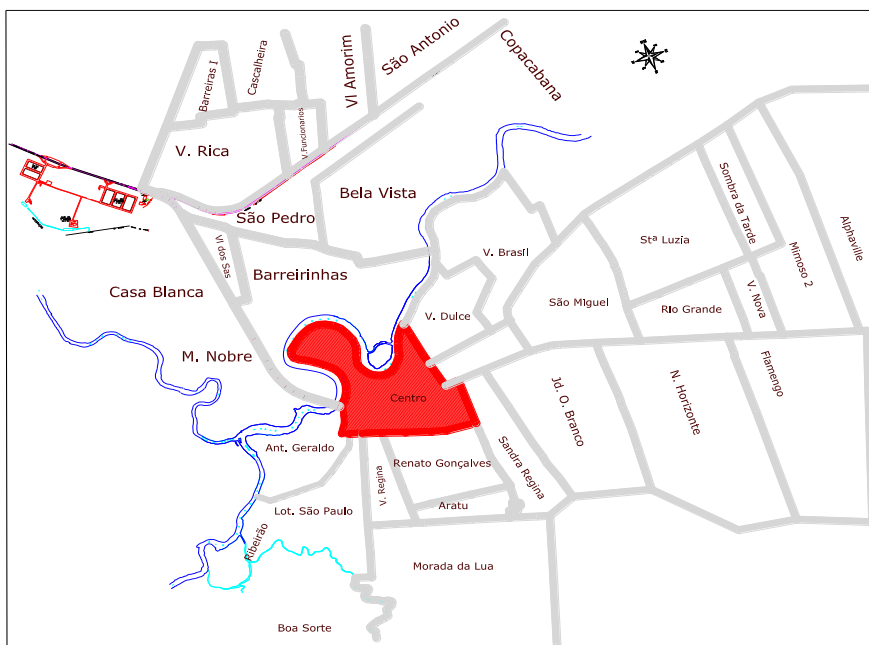 Copacabana
São Antonio
Vl Amorim
Cascalheira
Barreiras I
V.Funcionarios
V. Rica
Bela Vista
São Pedro
Vl dos Sas
Barreirinhas
Casa Blanca
M. Nobre
V. Brasil
V. Dulce
Stª Luzia
Sombra da Tarde
Mimoso 2
Alphaville
São Miguel
Rio Grande
V. Nova
Centro
Jd. O. Branco
N. Horizonte
Flamengo
Ant. Geraldo
V. Regina
Renato Gonçalves
Sandra Regina
Aratu
Lot. São Paulo
Ribeirão
Morada da Lua
Boa Sorte